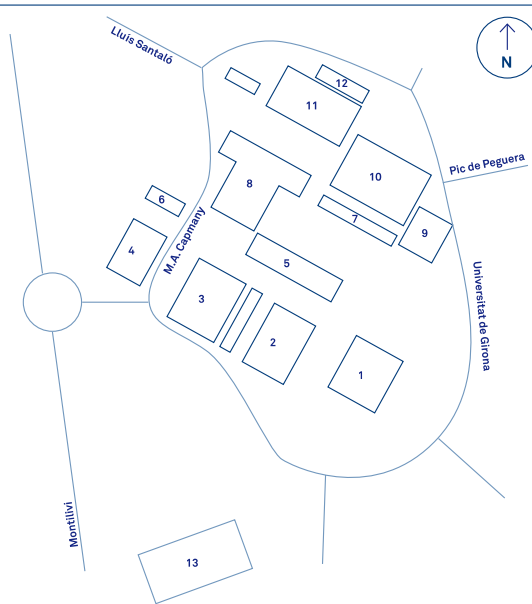 Lluís Santaló
N
12
11
Pic de Peguera
10
8
6
7
M.A. Capmany
9
4
5
Universitat de Girona
3
2
1
Montilivi
13